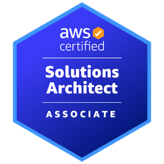 aws
certified
Solutions
Architect
ASSOCIATE